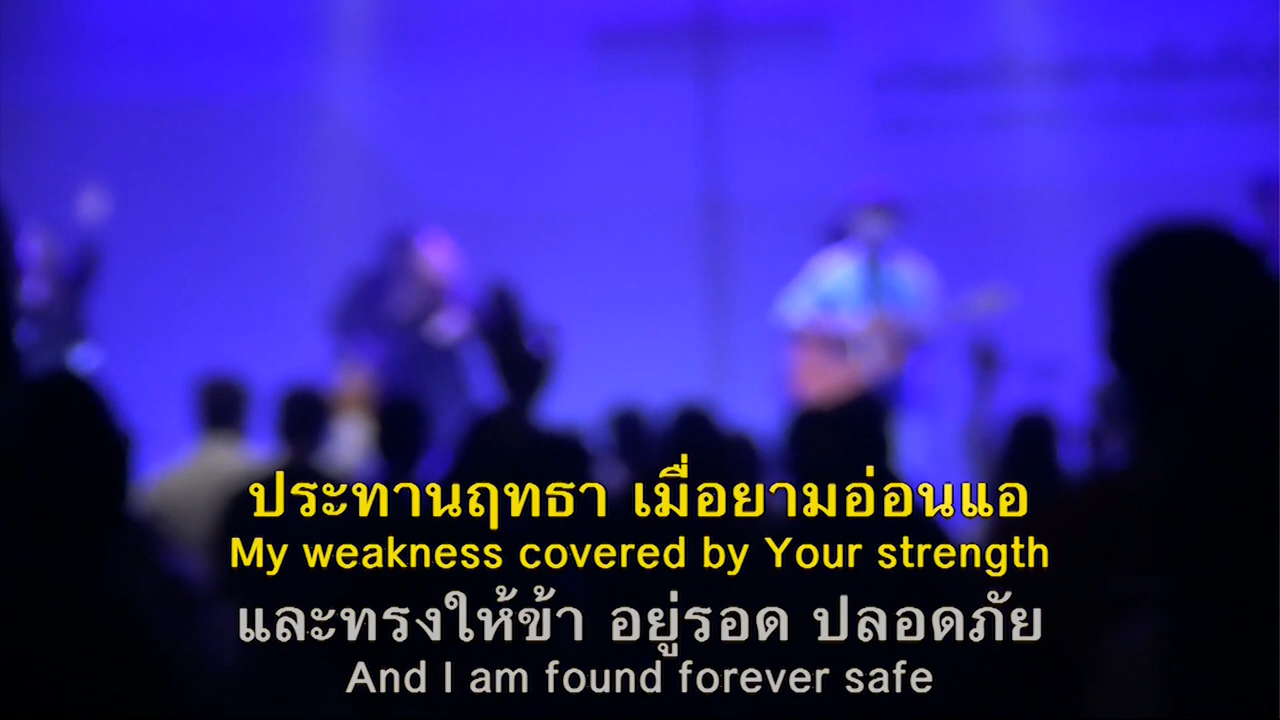 ประทานฤทธา เมื่อยามอ่อนแอ
My weakness covered by Your strength
และทรงให้ข้า อยู่รอด ปลอดภัย
And I am found forever safe